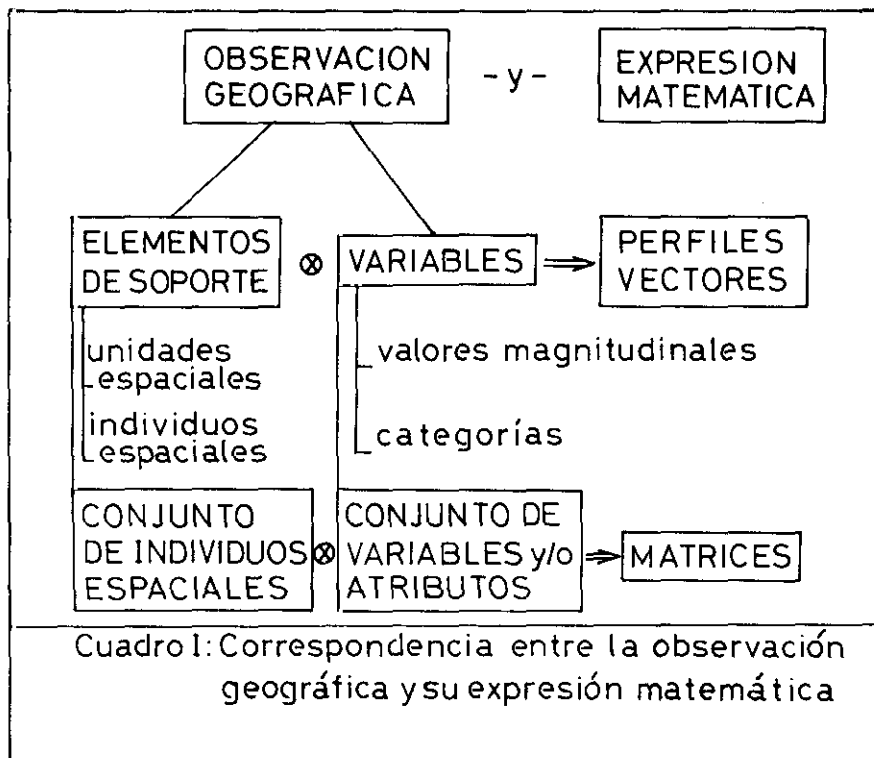 OBSERVACION
GEOGRAFICA
- y -
EXPRESION
MATEMATICA
ELEMENTOS
DE SOPORTE
⊗
VARIABLES
⇒
PERFILES
VECTORES
unidades
espaciales
individuos
espaciales
valores magnitudinales
categorías
CONJUNTO
DE INDIVIDUOS
ESPACIALES
⊗
CONJUNTO DE
VARIABLES y/o
ATRIBUTOS
⇒
MATRICES
Cuadro I: Correspondencia entre la observación
geográfica y su expresión matemática